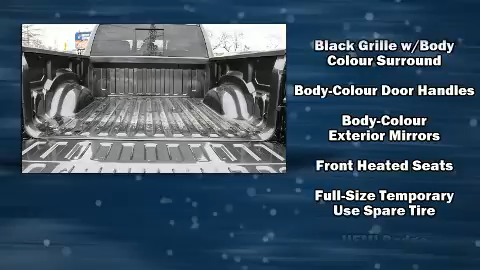 Black Grille w/Body
Colour Surround
Body-Colour Door Handles
Body-Colour
Exterior Mirrors
Front Heated Seats
Full-Size Temporary
Use Spare Tire